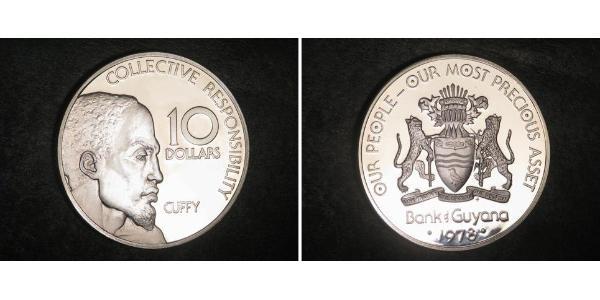 COLLECTIVE RESPONSIBILITY
10
DOLLARS
CUFFY
OUR PEOPLE - OUR MOST PRECIOUS ASSET
Bank of Guyana
1978